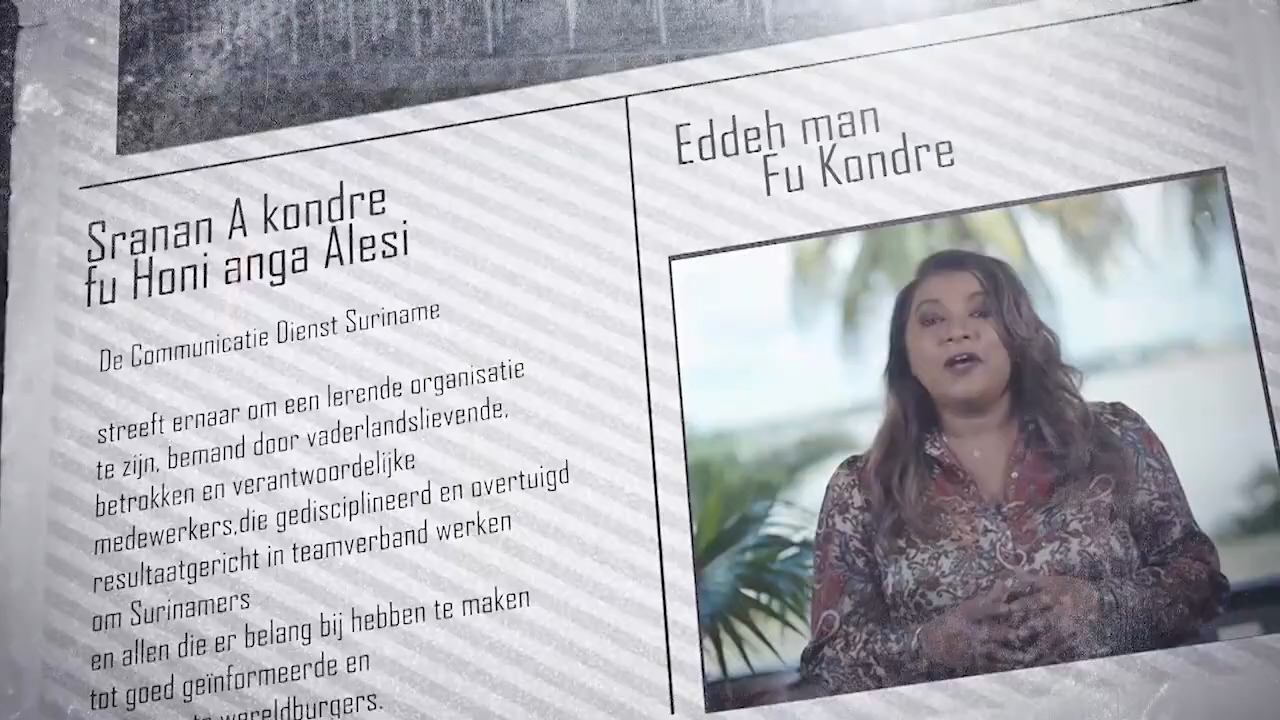 Sranan A kondre
fu Honi anga Alesi
De Communicatie Dienst Suriname
streeft ernaar om een lerende organisatie
te zijn, bemand door vaderlandslievende,
betrokken en verantwoordelijke
medewerkers,die gedisciplineerd en overtuigd
resultaatgericht in teamverband werken
om Surinamers
en allen die er belang bij hebben te maken
tot goed geïnformeerde en
wereldburgers.
Eddeh man
Fu Kondre